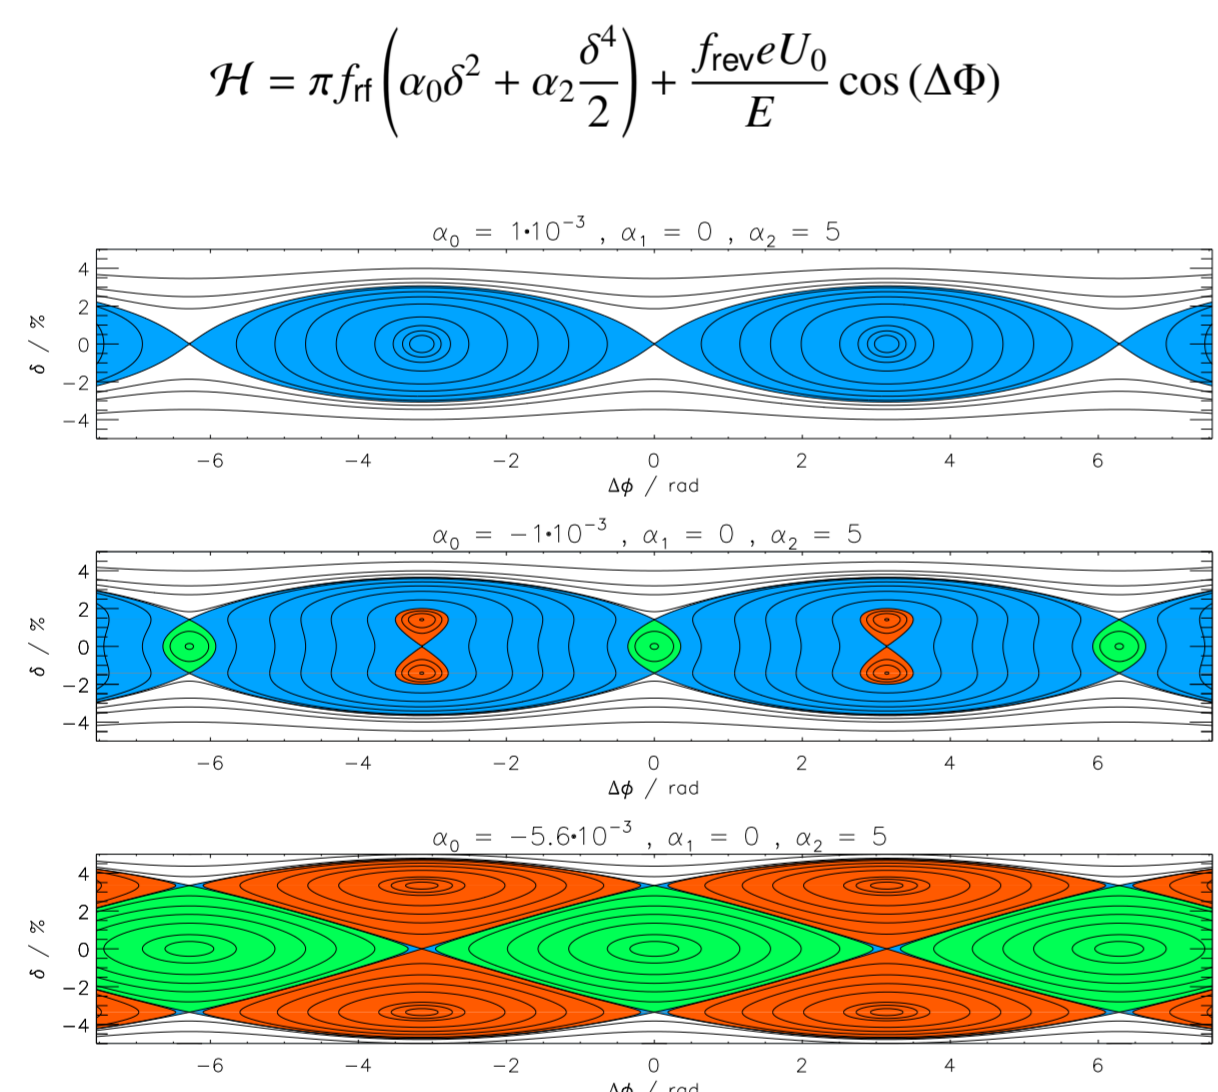 ℋ = πf_rf (α₀δ² + α₂ δ⁴/2) + f_rev eU₀/E cos (ΔΦ)
α₀ = 1•10⁻³ , α₁ = 0 , α₂ = 5
δ / %
4
2
0
−2
−4
−6 −4 −2 0 2 4 6
Δφ / rad
α₀ = −1•10⁻³ , α₁ = 0 , α₂ = 5
δ / %
4
2
0
−2
−4
−6 −4 −2 0 2 4 6
Δφ / rad
α₀ = −5.6•10⁻³ , α₁ = 0 , α₂ = 5
δ / %
4
2
0
−2
−4
−6 −4 −2 0 2 4 6
Δφ / rad